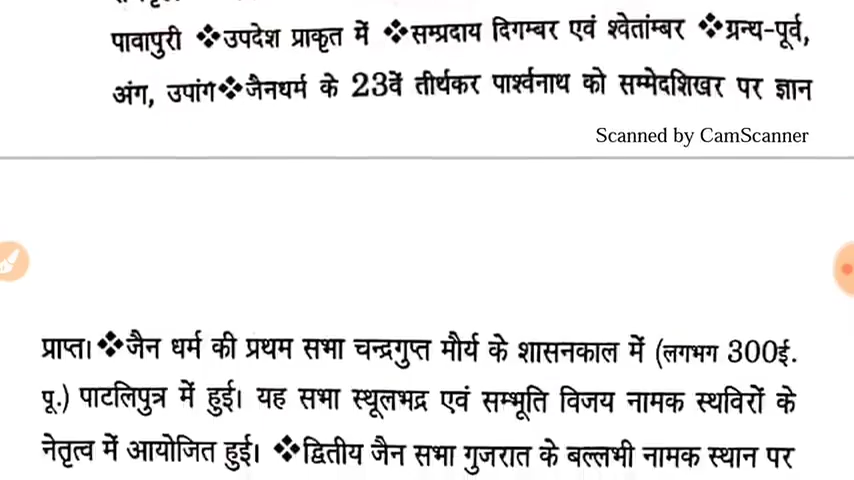 पावापुरी ❖उपदेश प्राकृत में ❖सम्प्रदाय दिगम्बर एवं श्वेतांम्बर ❖ग्रन्थ-पूर्व,
अंग, उपांग❖जैनधर्म के 23वें तीर्थकर पार्श्वनाथ को सम्मेदशिखर पर ज्ञान
Scanned by CamScanner
प्राप्त। ❖जैन धर्म की प्रथम सभा चन्द्रगुप्त मौर्य के शासनकाल में (लगभग 300ई.
पू.) पाटलिपुत्र में हुई। यह सभा स्थूलभद्र एवं सम्भूति विजय नामक स्थविरों के
नेतृत्व में आयोजित हुई। ❖द्वितीय जैन सभा गुजरात के बल्लभी नामक स्थान पर